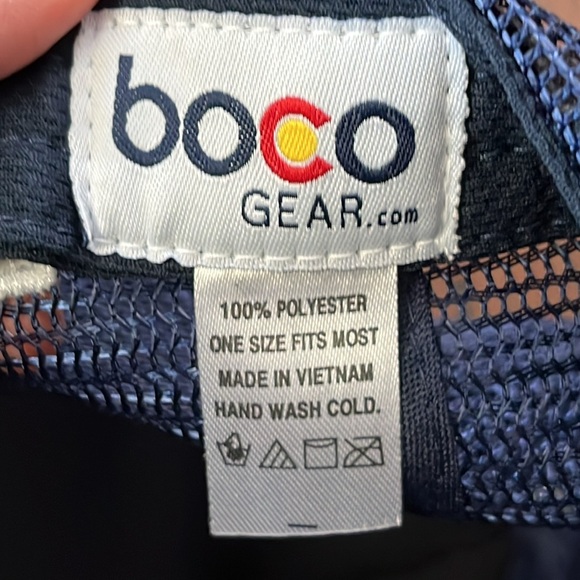 boco
GEAR.com
100% POLYESTER
ONE SIZE FITS MOST
MADE IN VIETNAM
HAND WASH COLD.